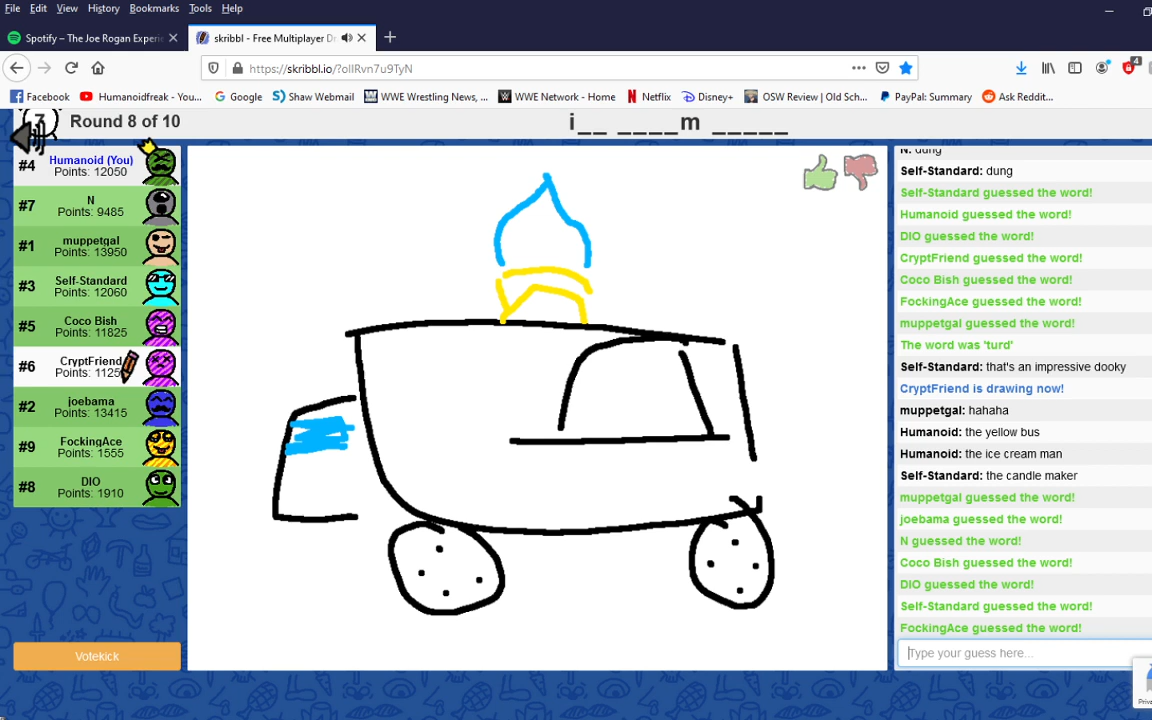 File Edit View History Bookmarks Tools Help
Spotify – The Joe Rogan Experi
skribbl - Free Multiplayer Dr
https://skribbl.io/?olIRvn7u9TyN
4
Facebook Humanoidfreak - You... Google Shaw Webmail WWE Wrestling News, ... WWE Network - Home Netflix Disney+ OSW Review | Old Sch... PayPal: Summary Ask Reddit...
Round 8 of 10
i__ ____m _____
#4 Humanoid (You)
Points: 12050
#7 N
Points: 9485
#1 muppetgal
Points: 13950
#3 Self-Standard
Points: 12060
#5 Coco Bish
Points: 11825
#6 CryptFriend
Points: 1125
#2 joebama
Points: 13415
#9 FockingAce
Points: 1555
#8 DIO
Points: 1910
Votekick
N: dung
Self-Standard: dung
Self-Standard guessed the word!
Humanoid guessed the word!
DIO guessed the word!
CryptFriend guessed the word!
Coco Bish guessed the word!
FockingAce guessed the word!
muppetgal guessed the word!
The word was 'turd'
Self-Standard: that's an impressive dooky
CryptFriend is drawing now!
muppetgal: hahaha
Humanoid: the yellow bus
Humanoid: the ice cream man
Self-Standard: the candle maker
muppetgal guessed the word!
joebama guessed the word!
N guessed the word!
Coco Bish guessed the word!
DIO guessed the word!
Self-Standard guessed the word!
FockingAce guessed the word!
Type your guess here...
Priva